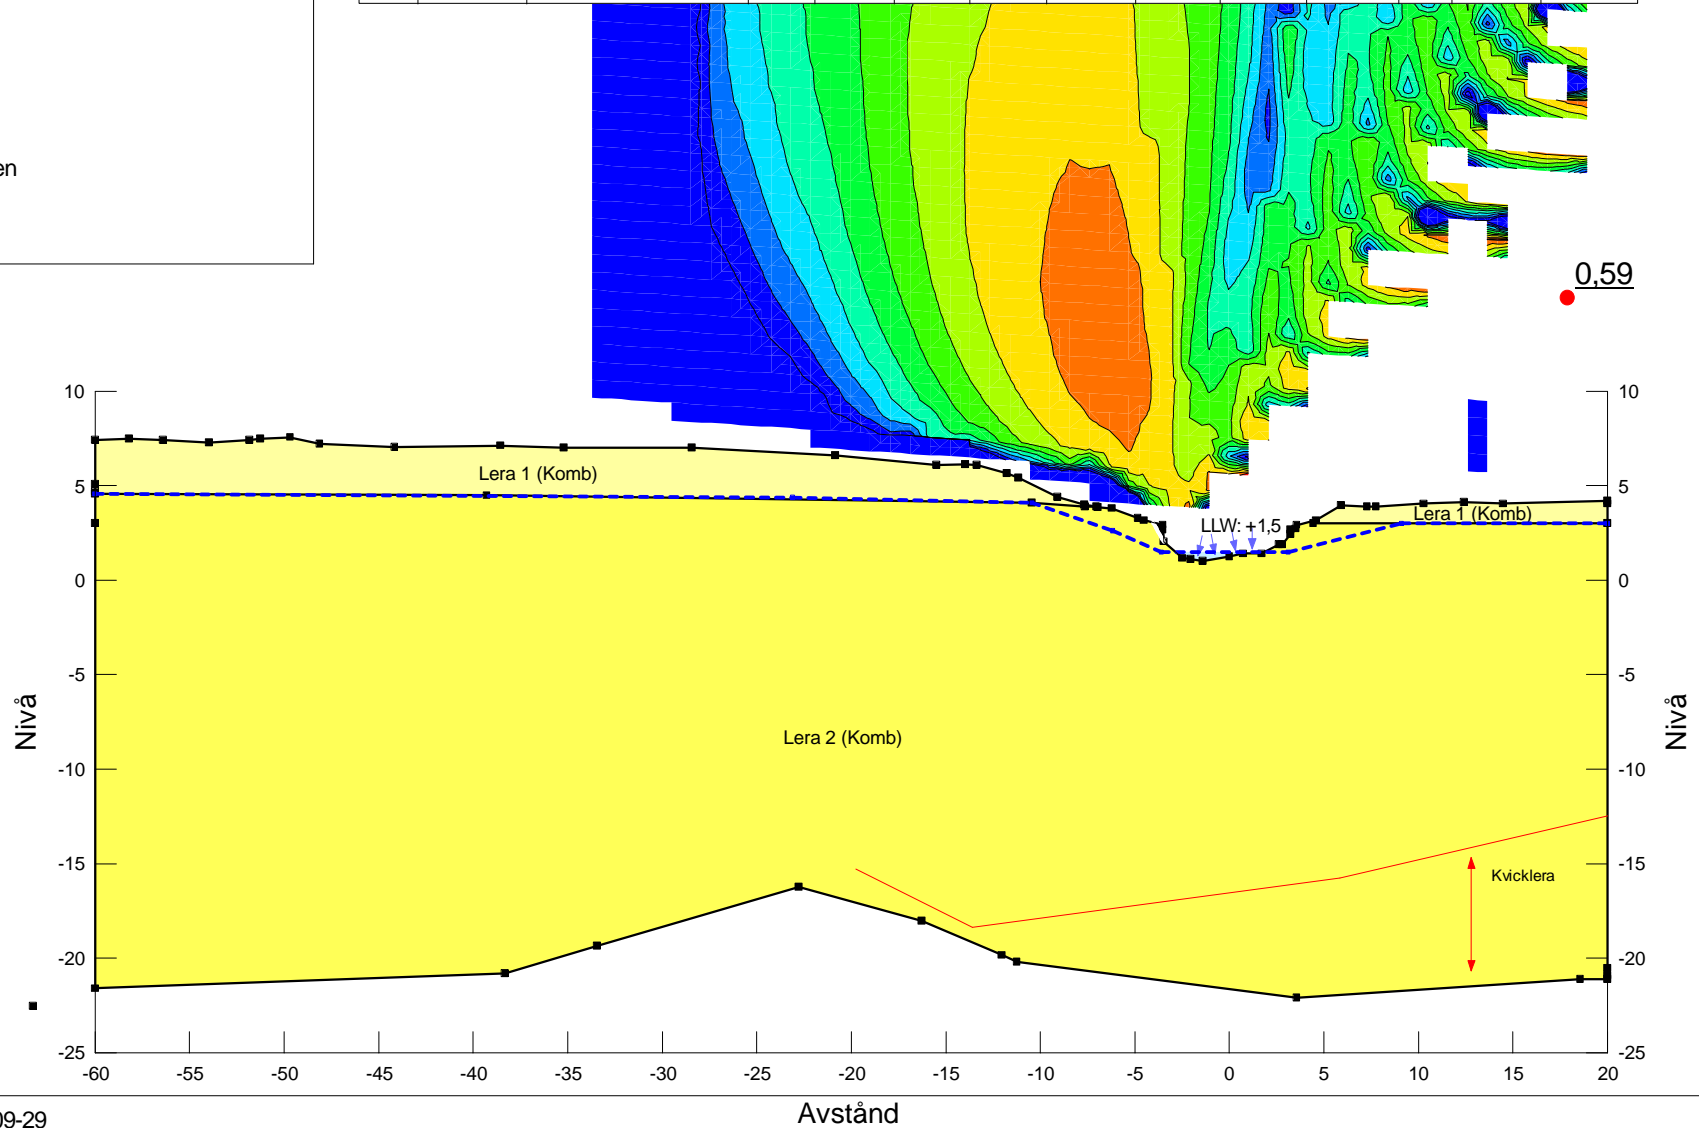 en
0,59
10
10
Lera 1 (Komb)
5
5
Lera 1 (Komb)
LLW: +1,5
0
0
-5
-5
Nivå
Nivå
Lera 2 (Komb)
-10
-10
-15
-15
Kvicklera
-20
-20
-25
-25
-60 -55 -50 -45 -40 -35 -30 -25 -20 -15 -10 -5 0 5 10 15 20
Avstånd
09-29